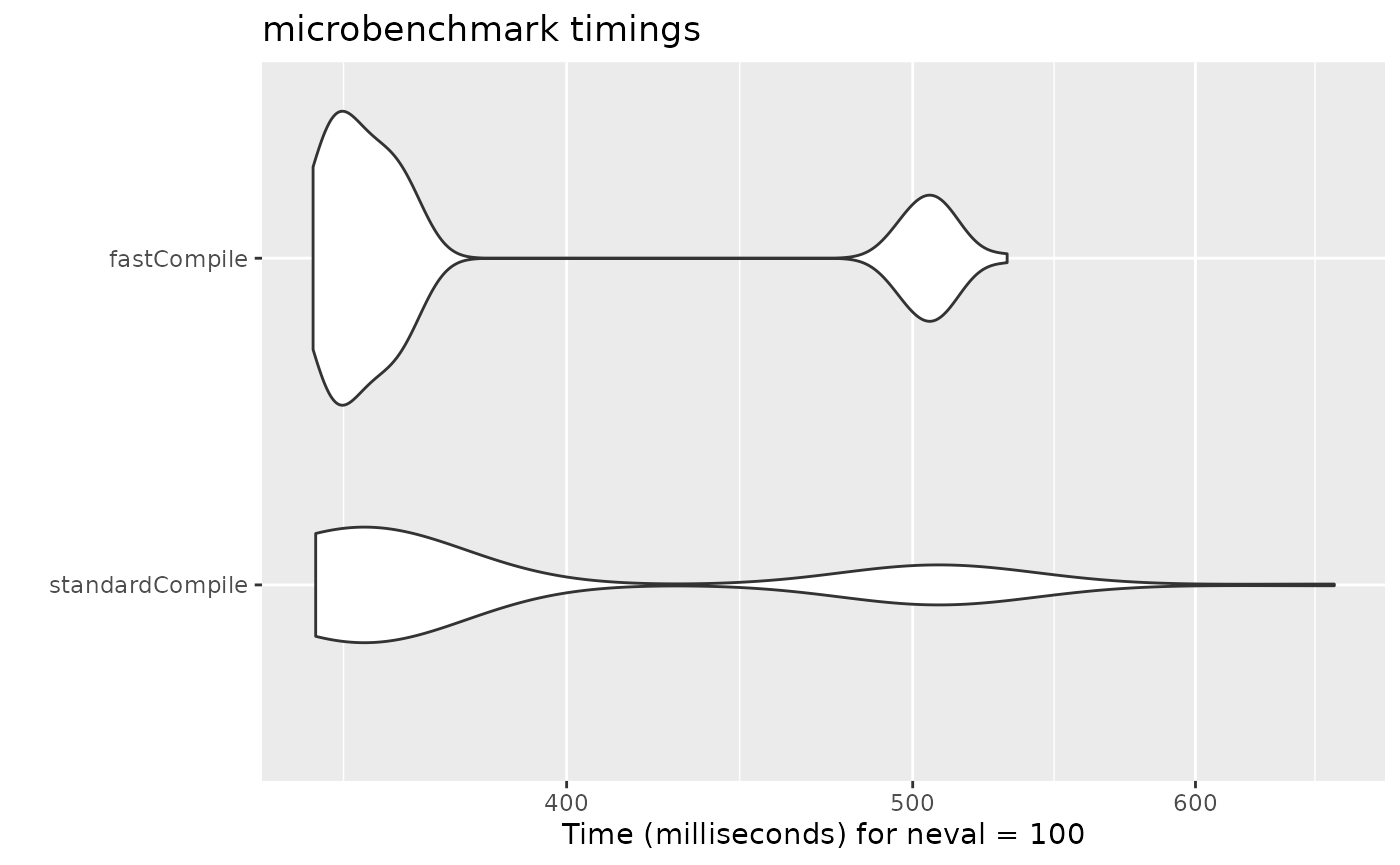 microbenchmark timings
fastCompile
standardCompile
400 500 600
Time (milliseconds) for neval = 100